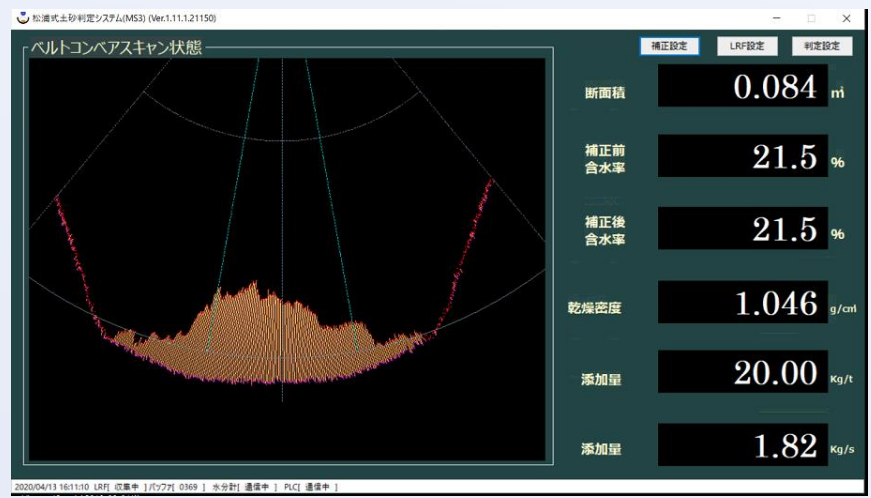 松浦式土砂判定システム(MS3) (Ver.1.11.1.21150)
ベルトコンベアスキャン状態
補正設定 LRF設定 判定設定
断面積 0.084 ㎡
補正前
含水率 21.5 %
補正後
含水率 21.5 %
乾燥密度 1.046 g/c㎡
添加量 20.00 Kg/t
添加量 1.82 Kg/s
2020/04/13 16:11:10 LRF[ 収集中 ]バッファ[ 0369 ] 水分計[ 通信中 ] PLC[ 通信中 ]